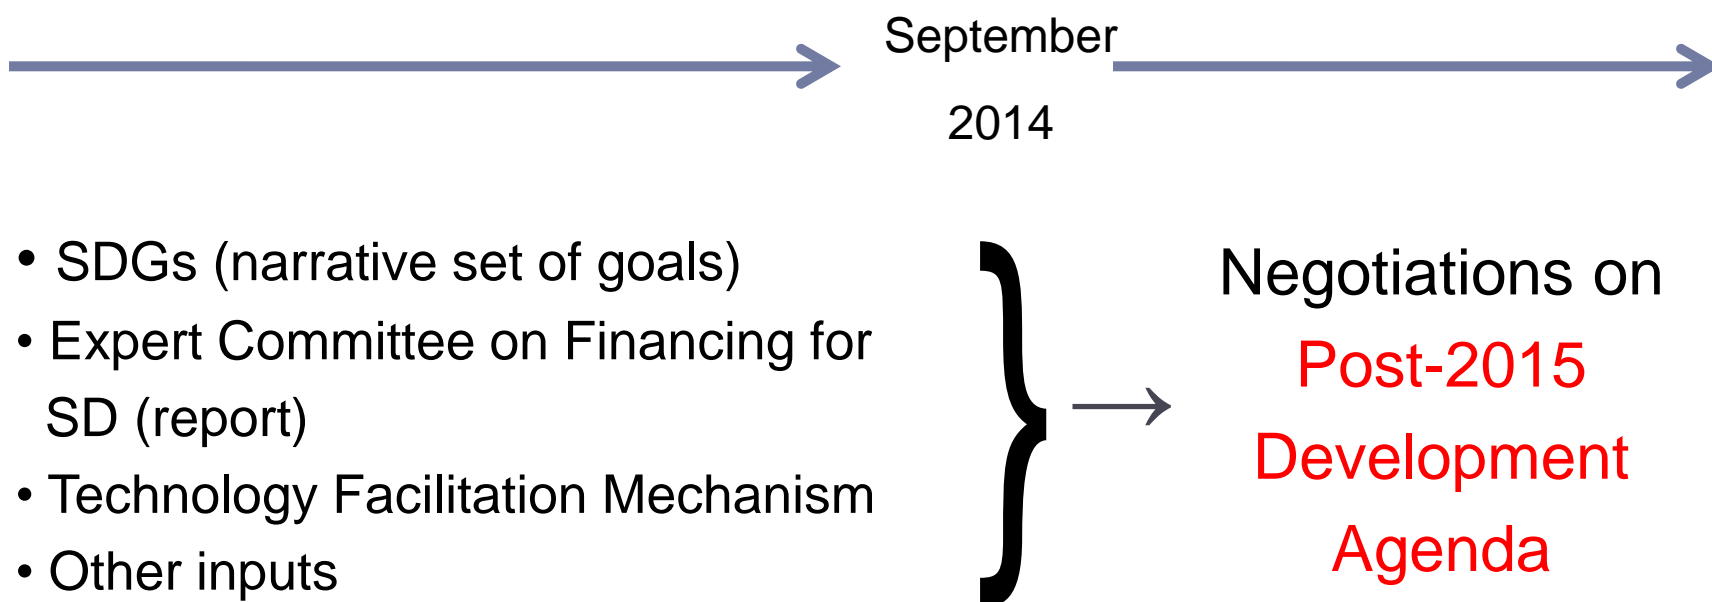 September
2014
• SDGs (narrative set of goals)
• Expert Committee on Financing for
SD (report)
• Technology Facilitation Mechanism
• Other inputs
}
→
Negotiations on
Post-2015
Development
Agenda